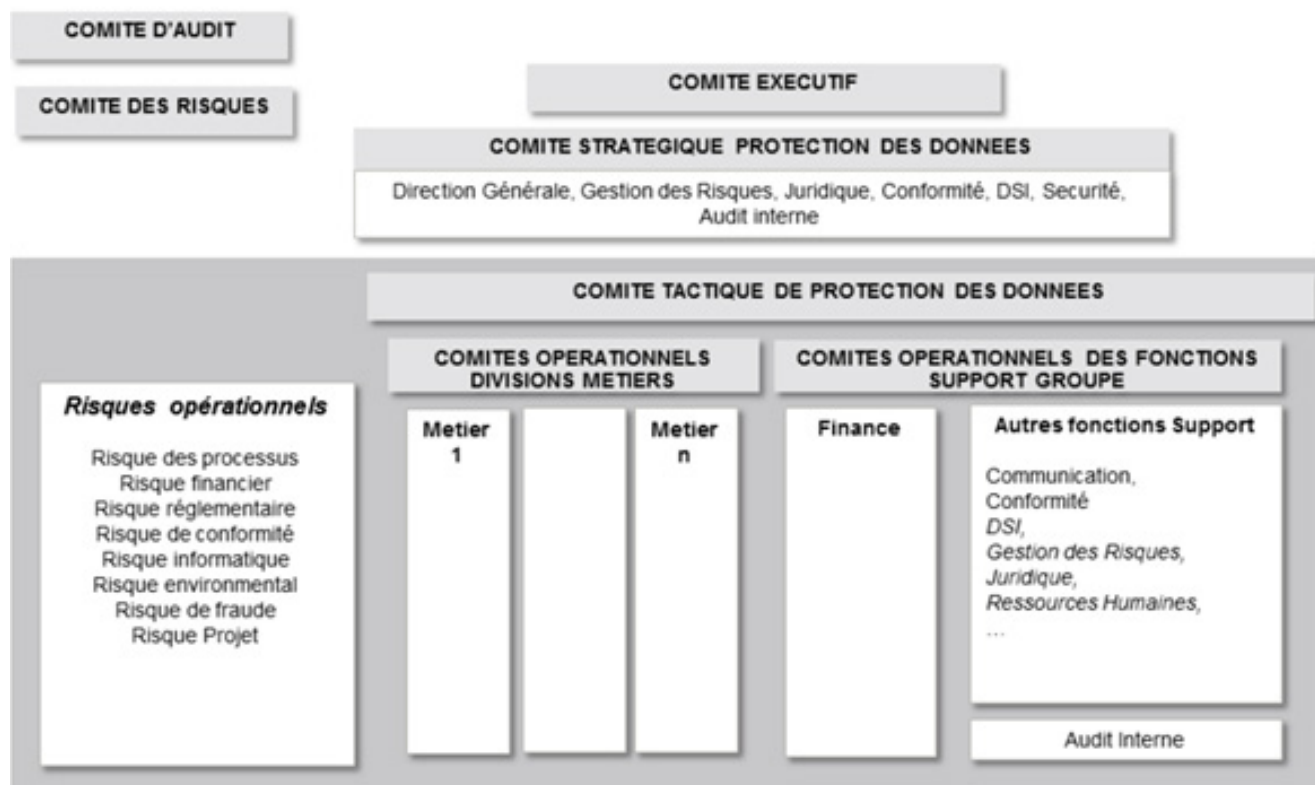 COMITE D'AUDIT
COMITE DES RISQUES
COMITE EXECUTIF
COMITE STRATEGIQUE PROTECTION DES DONNEES
Direction Générale, Gestion des Risques, Juridique, Conformité, DSI, Securité,
Audit interne
COMITE TACTIQUE DE PROTECTION DES DONNEES
Risques opérationnels
Risque des processus
Risque financier
Risque réglementaire
Risque de conformité
Risque informatique
Risque environmental
Risque de fraude
Risque Projet
COMITES OPERATIONNELS
DIVISIONS METIERS
Metier
1
Metier
n
COMITES OPERATIONNELS DES FONCTIONS
SUPPORT GROUPE
Finance
Autres fonctions Support
Communication,
Conformité
DSI,
Gestion des Risques,
Juridique,
Ressources Humaines,
...
Audit Interne